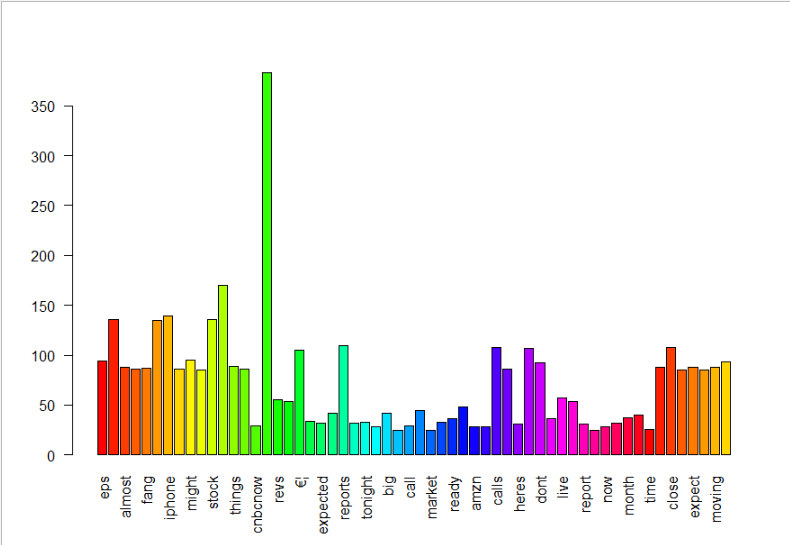 350
300
250
200
150
100
50
0
eps
almost
fang
iphone
might
stock
things
cnbcnow
revs
€¦
expected
reports
tonight
big
call
market
ready
amzn
calls
heres
dont
live
report
now
month
time
close
expect
moving